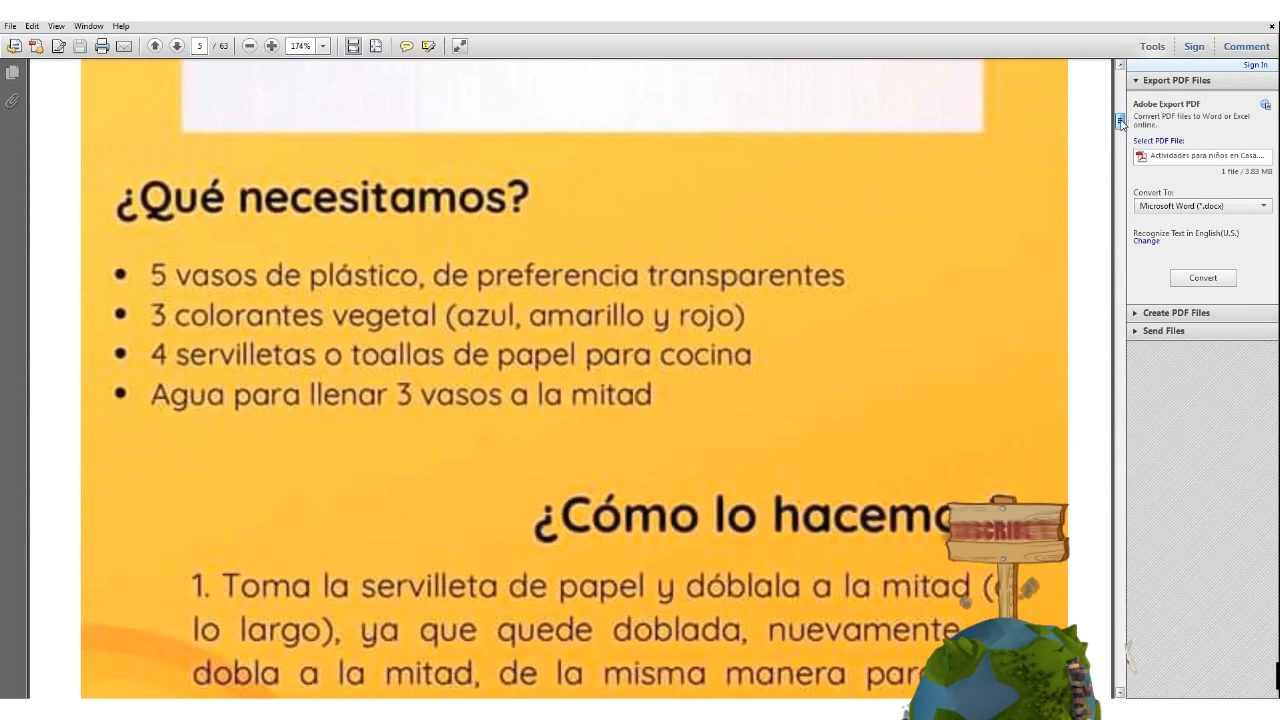 File Edit View Window Help
5 / 63 174% Tools Sign Comment
Sign In
Export PDF Files
Adobe Export PDF
Convert PDF files to Word or Excel
online.
Select PDF File:
Actividades para niños en Casa....
1 file / 3.83 MB
Convert To:
Microsoft Word (*.docx)
Recognize Text in English(U.S.)
Change
Convert
Create PDF Files
Send Files
¿Qué necesitamos?
• 5 vasos de plástico, de preferencia transparentes
• 3 colorantes vegetal (azul, amarillo y rojo)
• 4 servilletas o toallas de papel para cocina
• Agua para llenar 3 vasos a la mitad
¿Cómo lo
1. Toma la servilleta de papel y dóblala a la mitad
lo largo), ya que quede doblada, nuevamente
dobla a la mitad, de la misma manera